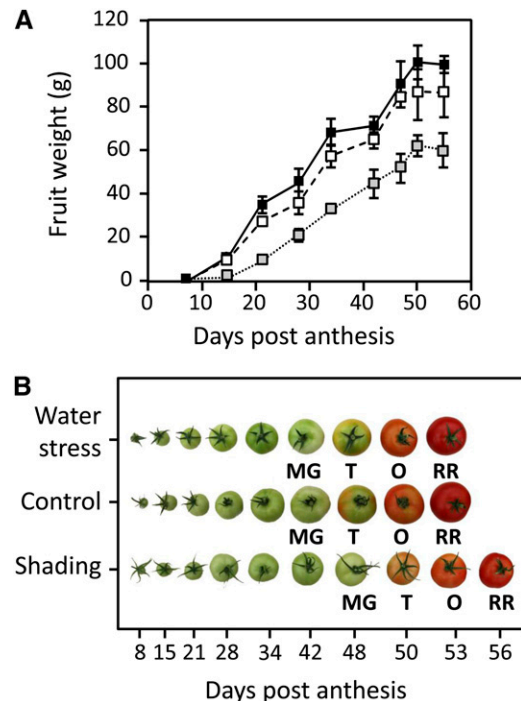 A
120
100
80
60
40
20
0
Fruit weight (g)
0 10 20 30 40 50 60
Days post anthesis
B
Water stress
MG T O RR
Control
MG T O RR
Shading
MG T O RR
8 15 21 28 34 42 48 50 53 56
Days post anthesis